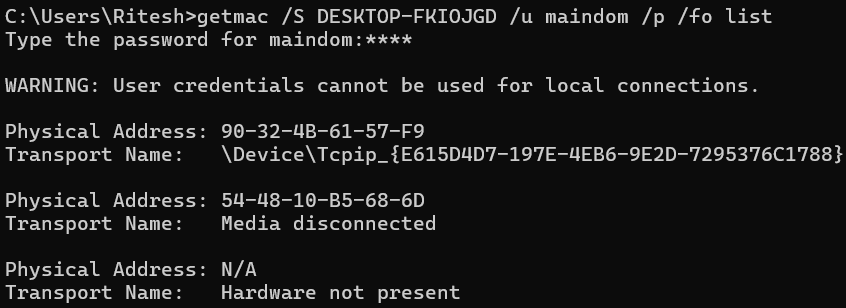 C:\Users\Ritesh>getmac /S DESKTOP-FKIOJGD /u maindom /p /fo list
Type the password for maindom:****
WARNING: User credentials cannot be used for local connections.
Physical Address: 90-32-4B-61-57-F9
Transport Name:   \Device\Tcpip_{E615D4D7-197E-4EB6-9E2D-7295376C1788}
Physical Address: 54-48-10-B5-68-6D
Transport Name:   Media disconnected
Physical Address: N/A
Transport Name:   Hardware not present